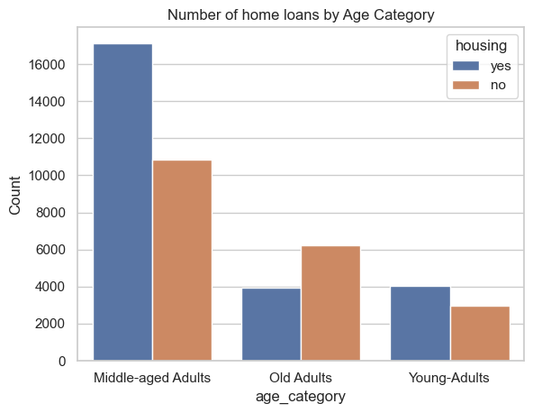 Number of home loans by Age Category
housing
yes
no
16000
14000
12000
10000
8000
6000
4000
2000
0
Count
Middle-aged Adults
Old Adults
Young-Adults
age_category